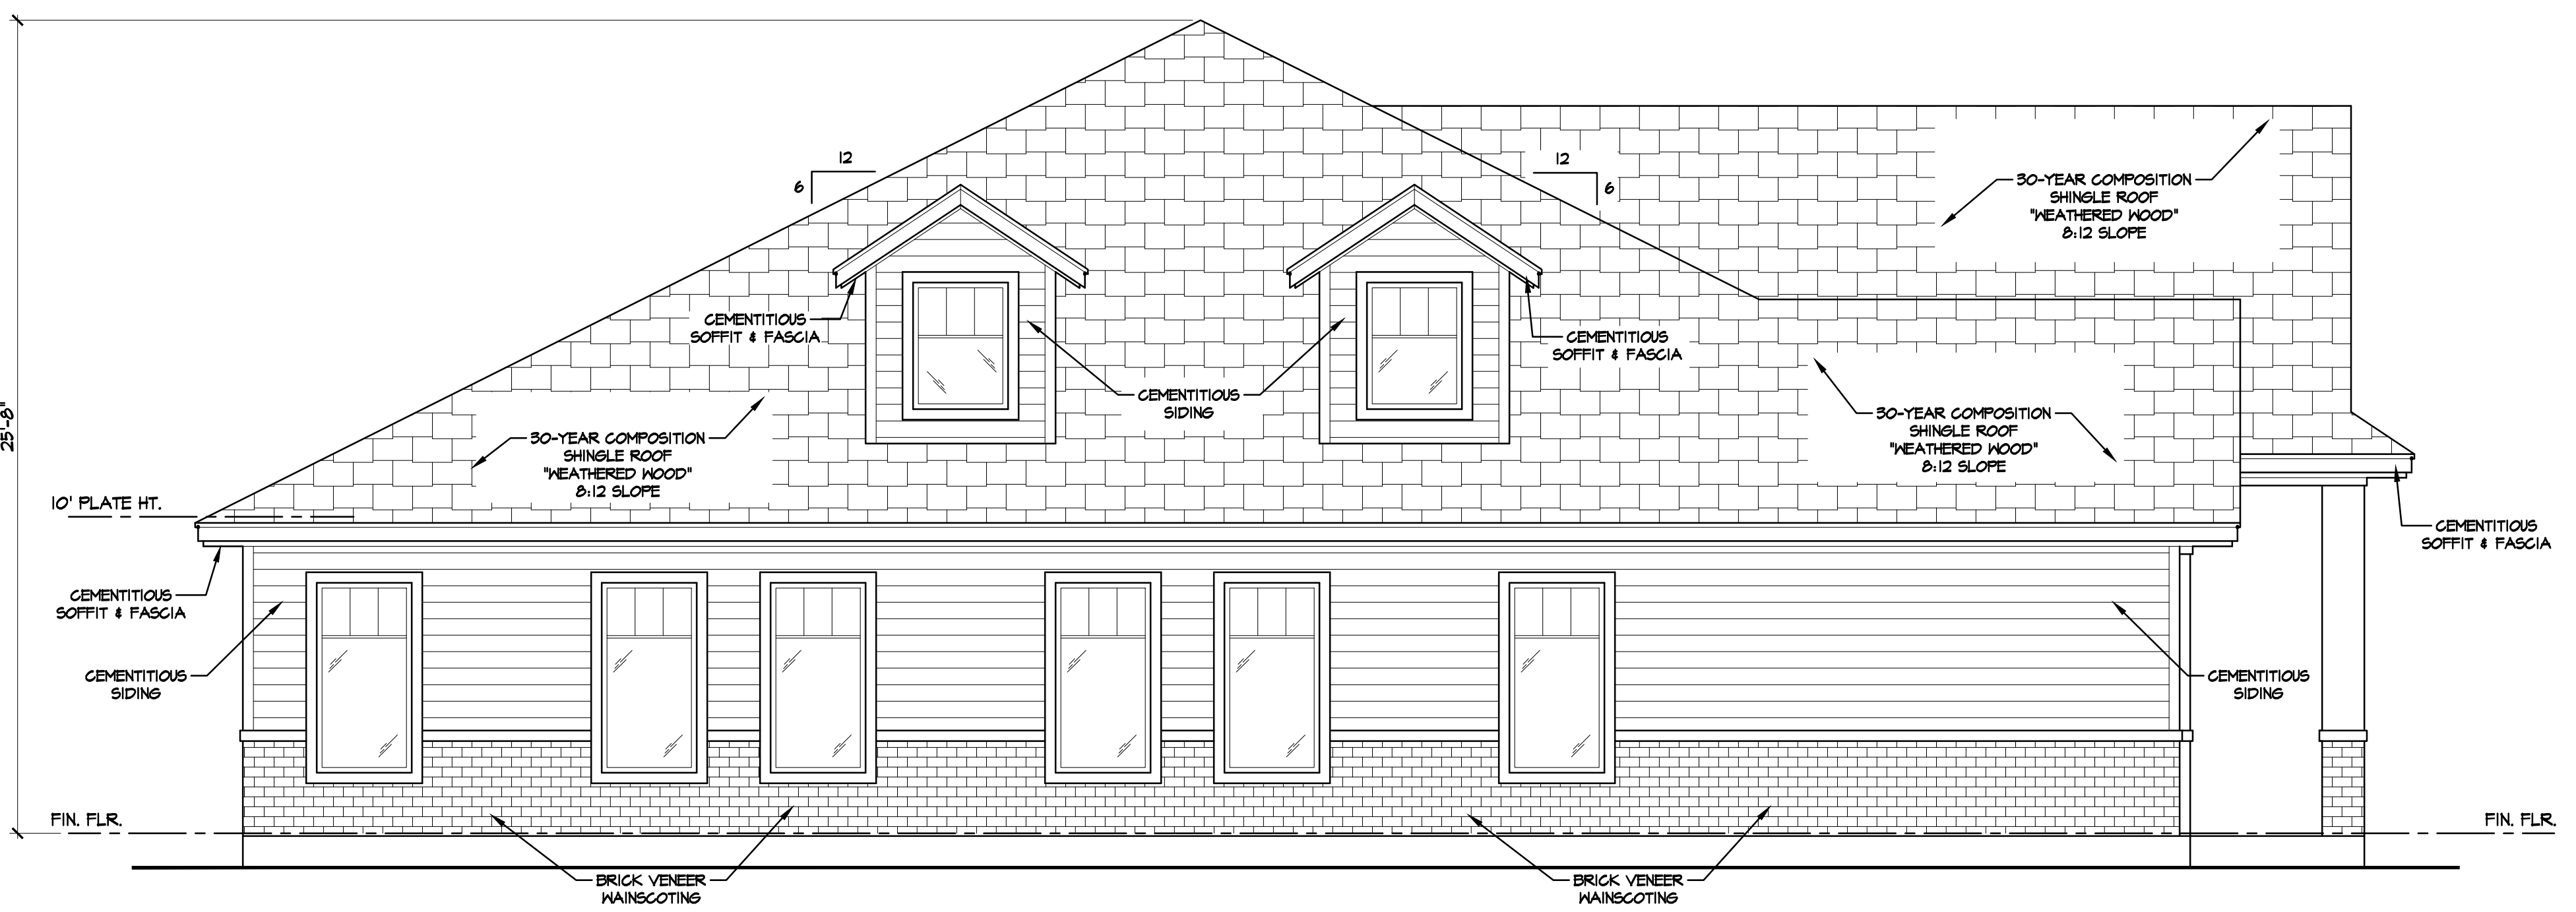 12
6
12
6
30-YEAR COMPOSITION
SHINGLE ROOF
"WEATHERED WOOD"
8:12 SLOPE
CEMENTITIOUS
SOFFIT & FASCIA
CEMENTITIOUS
SOFFIT & FASCIA
CEMENTITIOUS
SIDING
25'-8"
30-YEAR COMPOSITION
SHINGLE ROOF
"WEATHERED WOOD"
8:12 SLOPE
30-YEAR COMPOSITION
SHINGLE ROOF
"WEATHERED WOOD"
8:12 SLOPE
10' PLATE HT.
CEMENTITIOUS
SOFFIT & FASCIA
CEMENTITIOUS
SOFFIT & FASCIA
CEMENTITIOUS
SIDING
CEMENTITIOUS
SIDING
FIN. FLR.
FIN. FLR.
BRICK VENEER
WAINSCOTING
BRICK VENEER
WAINSCOTING